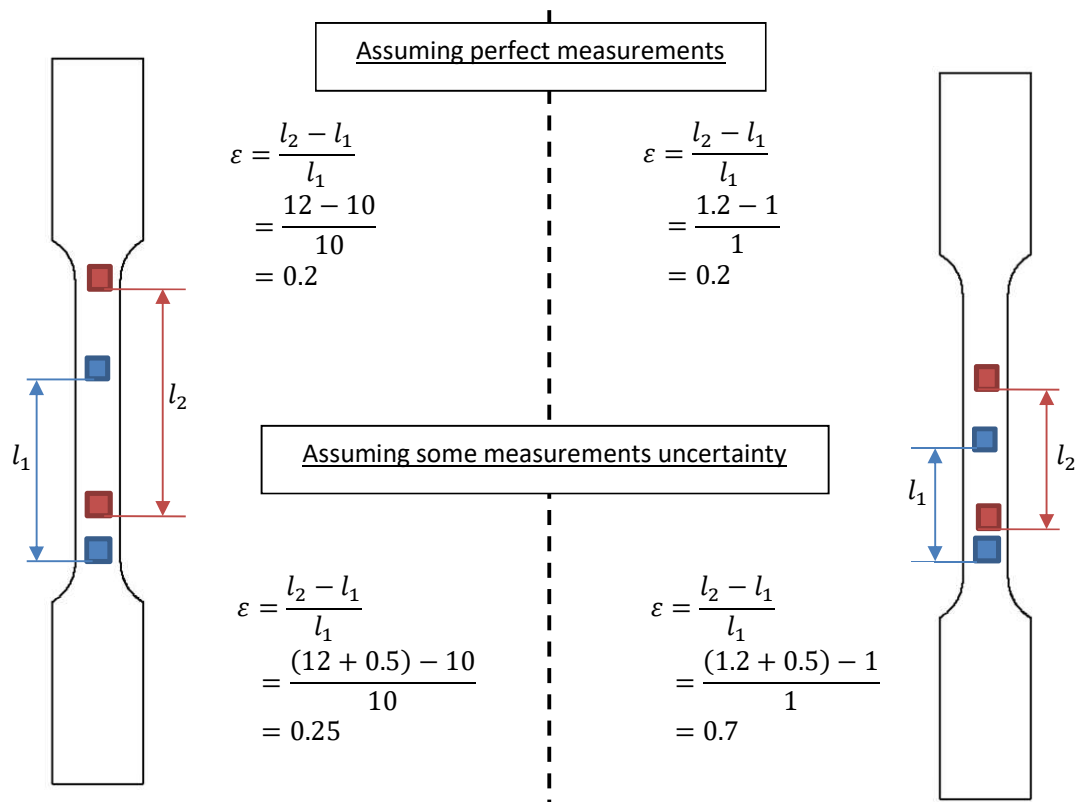 Assuming perfect measurements
ε = (l₂ − l₁) / l₁
= (12 − 10) / 10
= 0.2
ε = (l₂ − l₁) / l₁
= (1.2 − 1) / 1
= 0.2
l₂
l₁
l₂
l₁
Assuming some measurements uncertainty
ε = (l₂ − l₁) / l₁
= ((12 + 0.5) − 10) / 10
= 0.25
ε = (l₂ − l₁) / l₁
= ((1.2 + 0.5) − 1) / 1
= 0.7